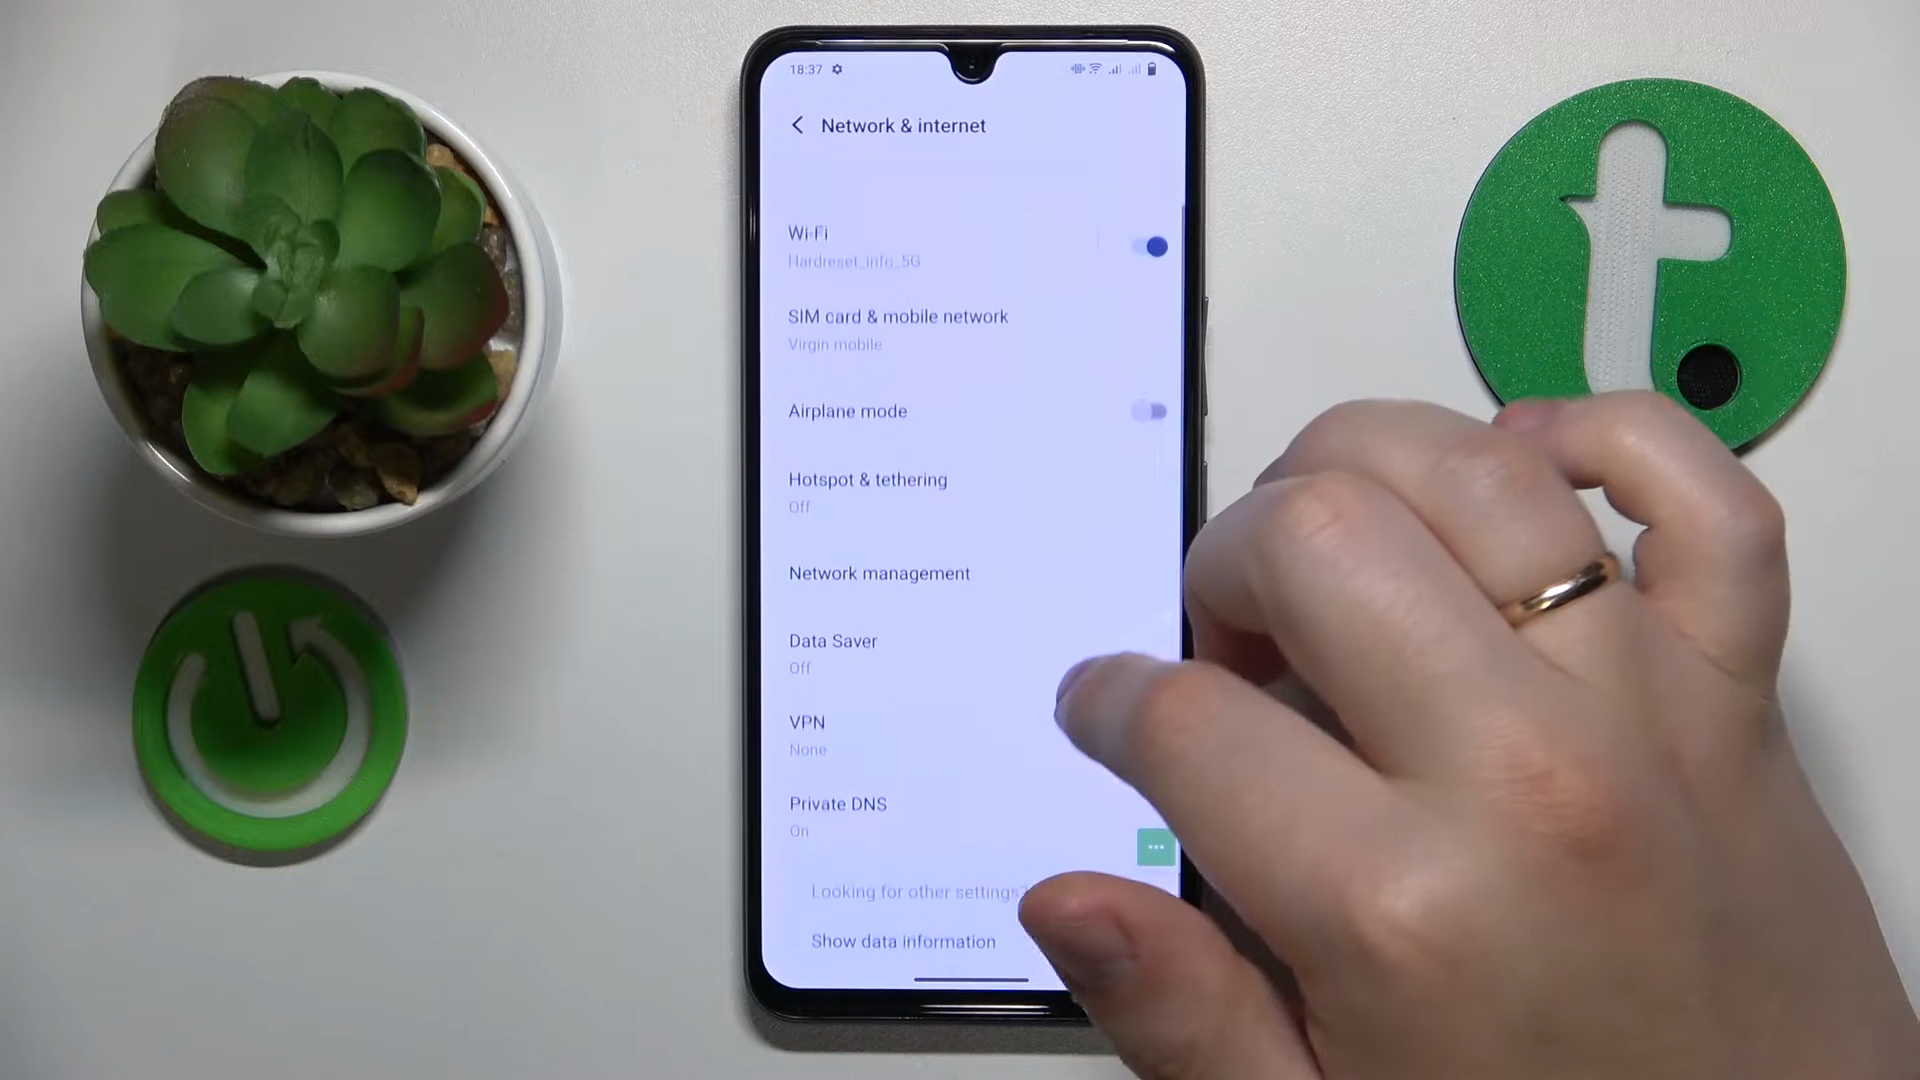 18:37
Network & internet
Wi-Fi
Hardreset_info_5G
SIM card & mobile network
Virgin mobile
Airplane mode
Hotspot & tethering
Off
Network management
Data Saver
Off
VPN
None
Private DNS
On
Looking for other settings?
Show data information
t